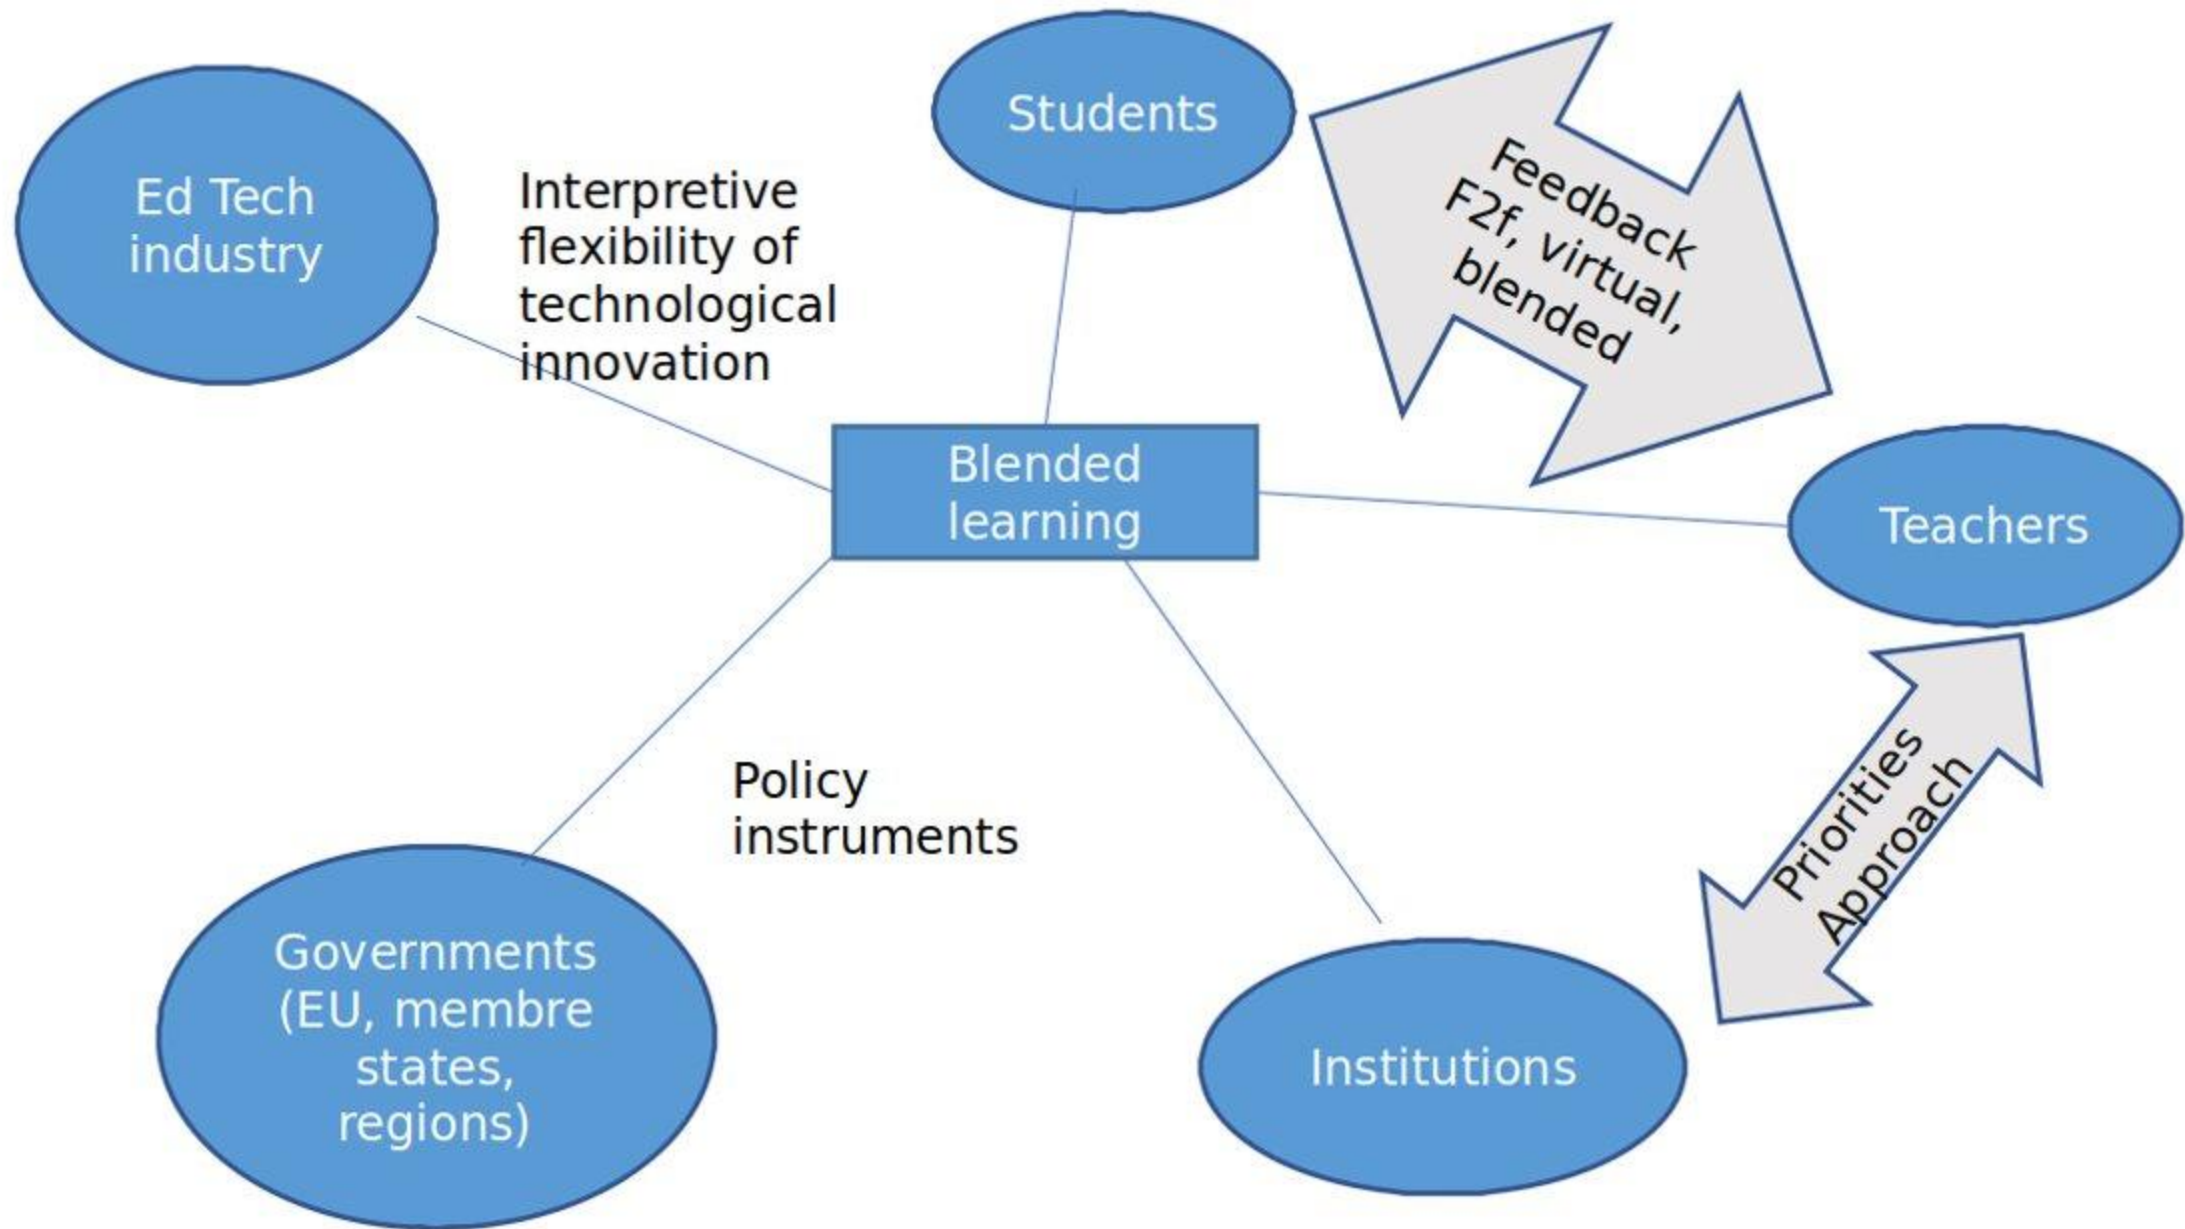 Students
Ed Tech
industry
Interpretive
flexibility of
technological
innovation
Feedback
F2f, virtual,
blended
Blended
learning
Teachers
Priorities
Approach
Policy
instruments
Governments
(EU, membre
states,
regions)
Institutions